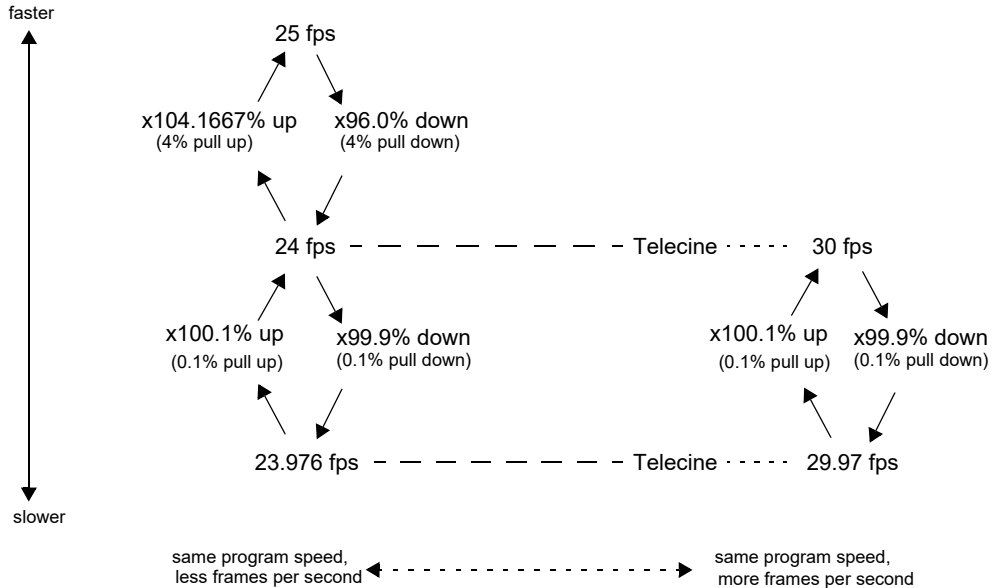 faster
25 fps
x104.1667% up
(4% pull up)
x96.0% down
(4% pull down)
24 fps
Telecine
30 fps
x100.1% up
(0.1% pull up)
x99.9% down
(0.1% pull down)
x100.1% up
(0.1% pull up)
x99.9% down
(0.1% pull down)
23.976 fps
Telecine
29.97 fps
slower
same program speed,
less frames per second
same program speed,
more frames per second